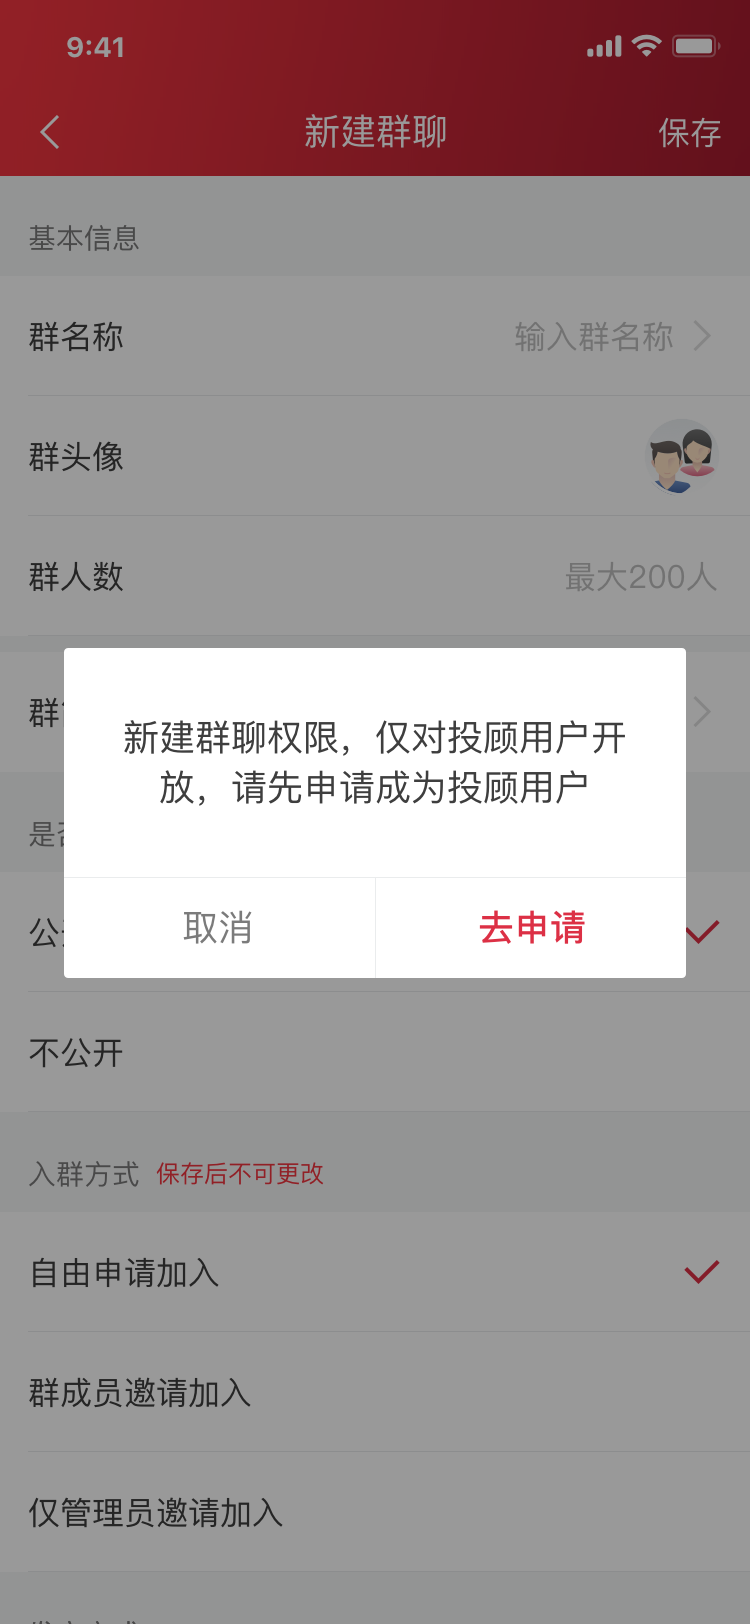 9:41
新建群聊
保存
基本信息
群名称
输入群名称
群头像
群人数
最大200人
群
新建群聊权限，仅对投顾用户开
放，请先申请成为投顾用户
是
公
取消
去申请
不公开
入群方式 保存后不可更改
自由申请加入
群成员邀请加入
仅管理员邀请加入